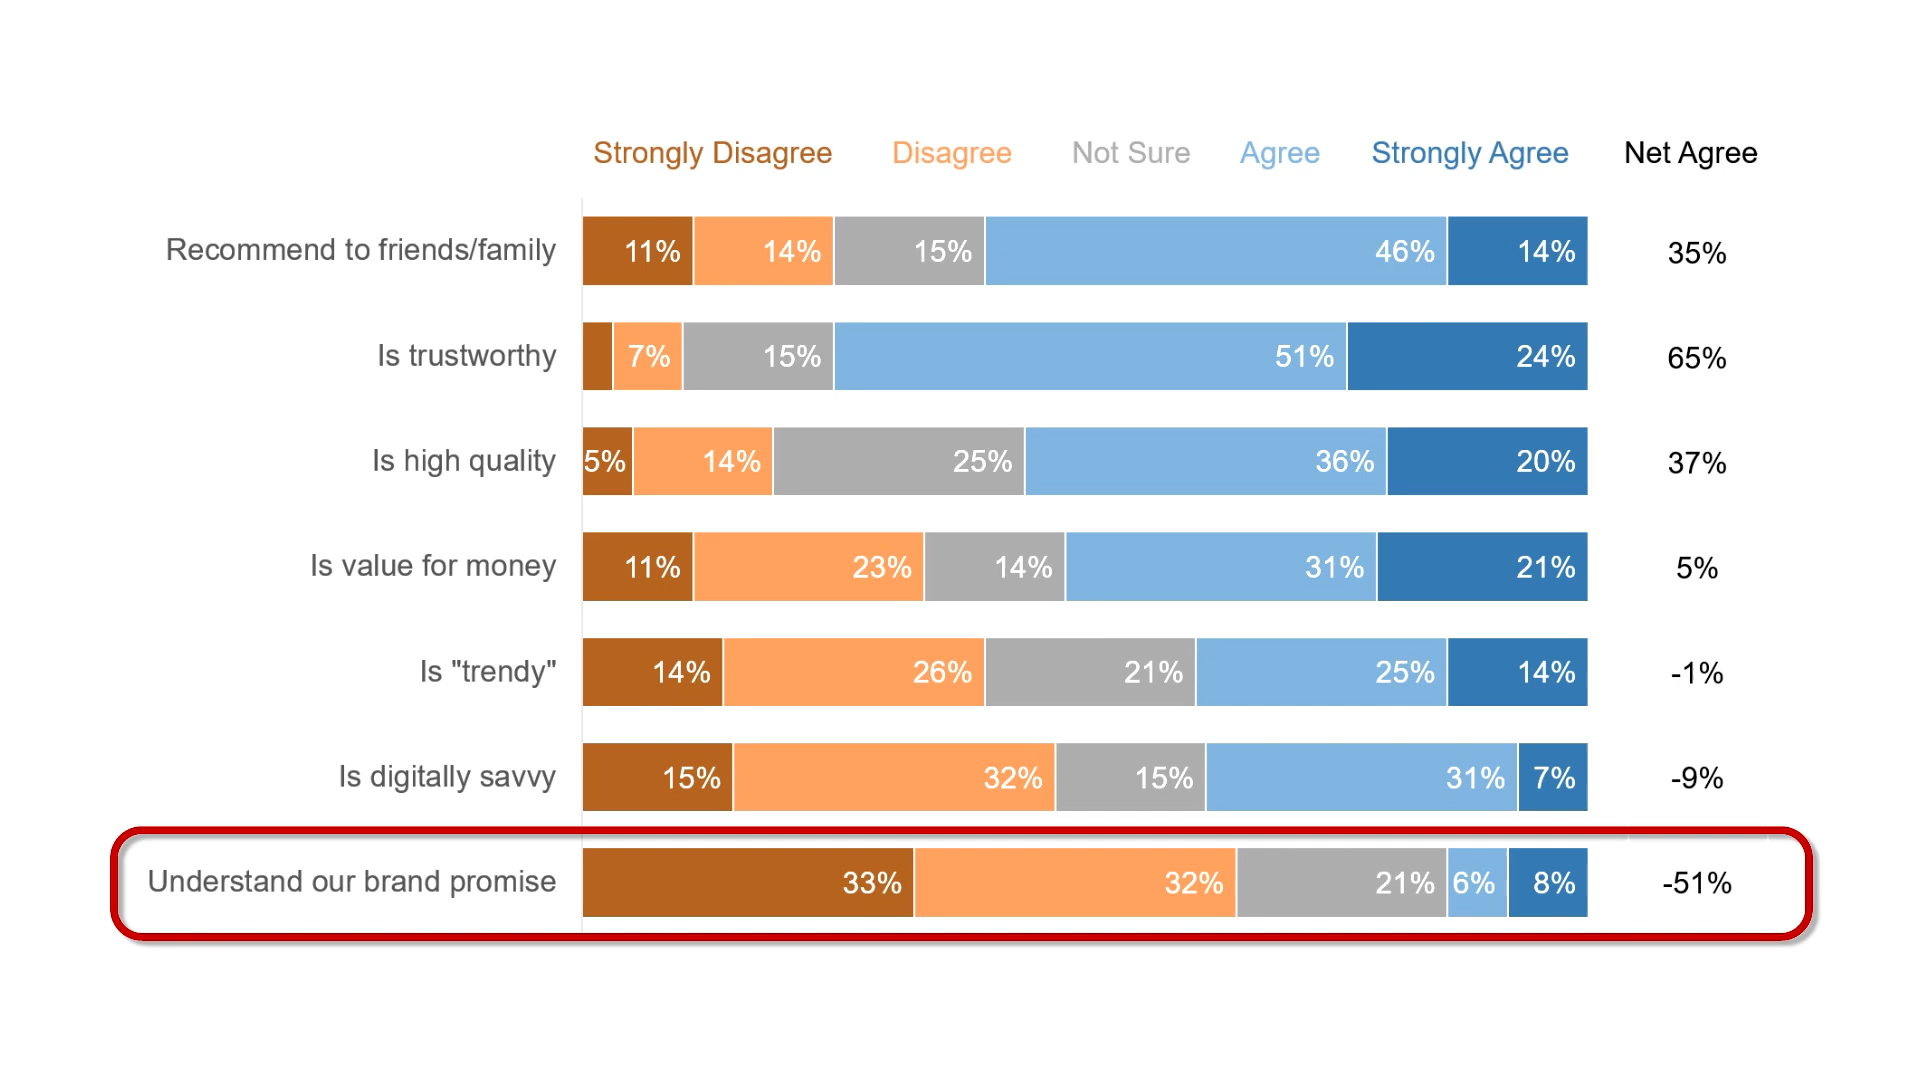 Strongly Disagree Disagree Not Sure Agree Strongly Agree Net Agree
Recommend to friends/family 11% 14% 15% 46% 14% 35%
Is trustworthy 7% 15% 51% 24% 65%
Is high quality 5% 14% 25% 36% 20% 37%
Is value for money 11% 23% 14% 31% 21% 5%
Is "trendy" 14% 26% 21% 25% 14% -1%
Is digitally savvy 15% 32% 15% 31% 7% -9%
Understand our brand promise 33% 32% 21% 6% 8% -51%